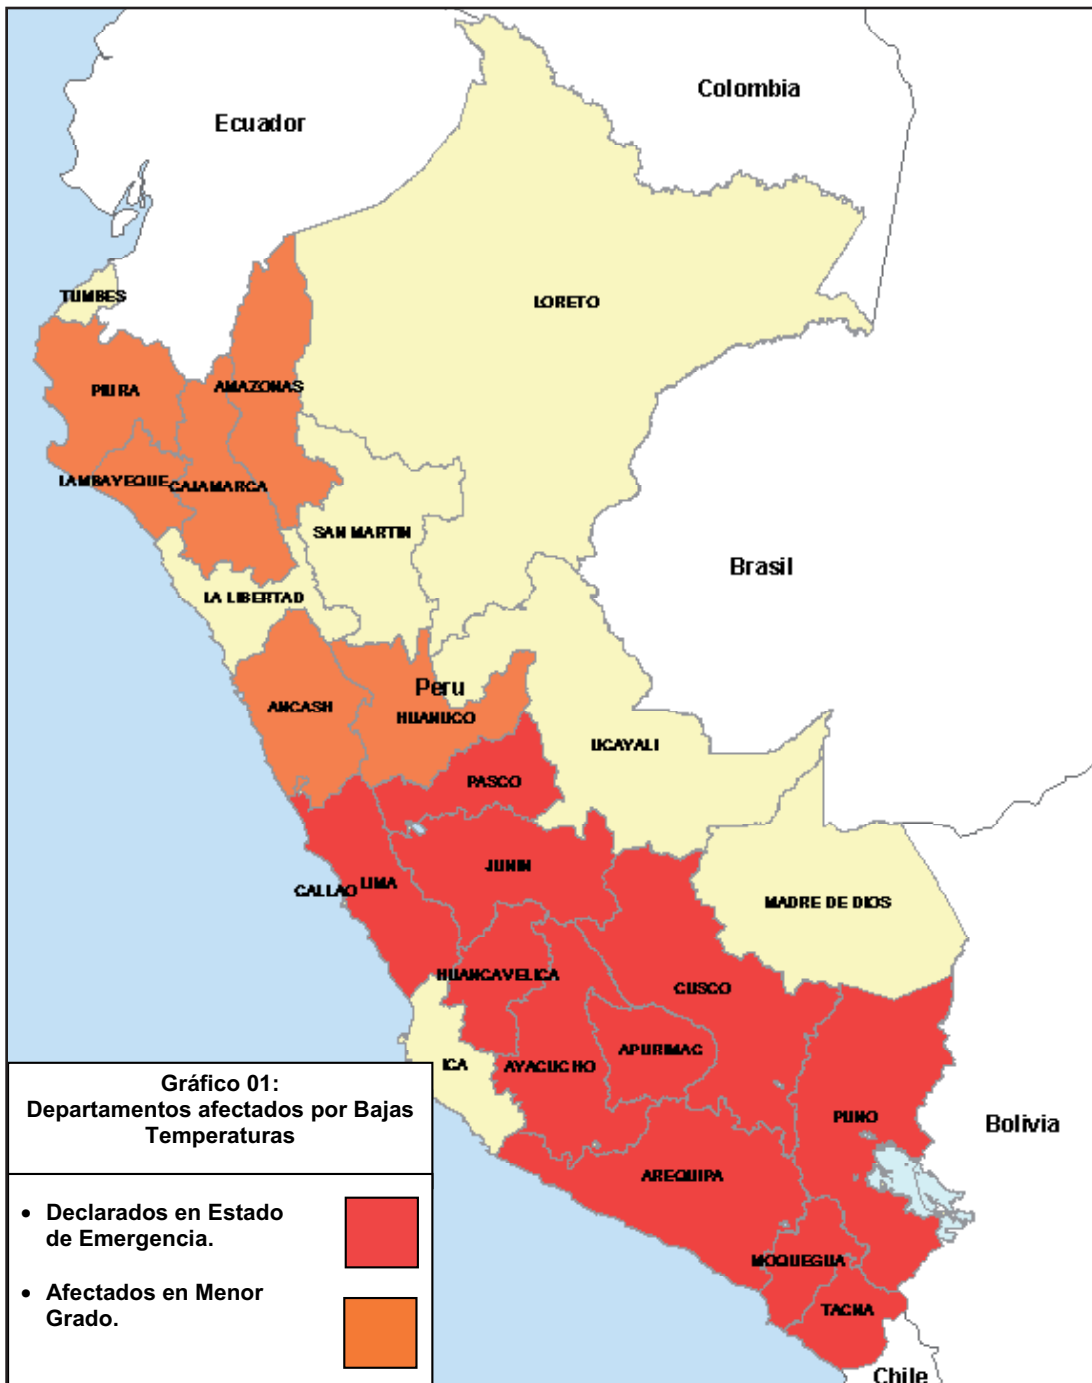 Colombia
Ecuador
TUMBES
LORETO
PIURA
AMAZONAS
LAMBAYEQUE
CAJAMARCA
SAN MARTIN
Brasil
LA LIBERTAD
Peru
ANCASH
HUANUCO
UCAYALI
PASCO
JUNIN
CALLAO
LIMA
MADRE DE DIOS
HUANCAVELICA
CUSCO
APURIMAC
ICA
AYACUCHO
PUNO
Bolivia
AREQUIPA
MOQUEGUA
TACNA
Chile
Gráfico 01:
Departamentos afectados por Bajas
Temperaturas
• Declarados en Estado
de Emergencia.
• Afectados en Menor
Grado.